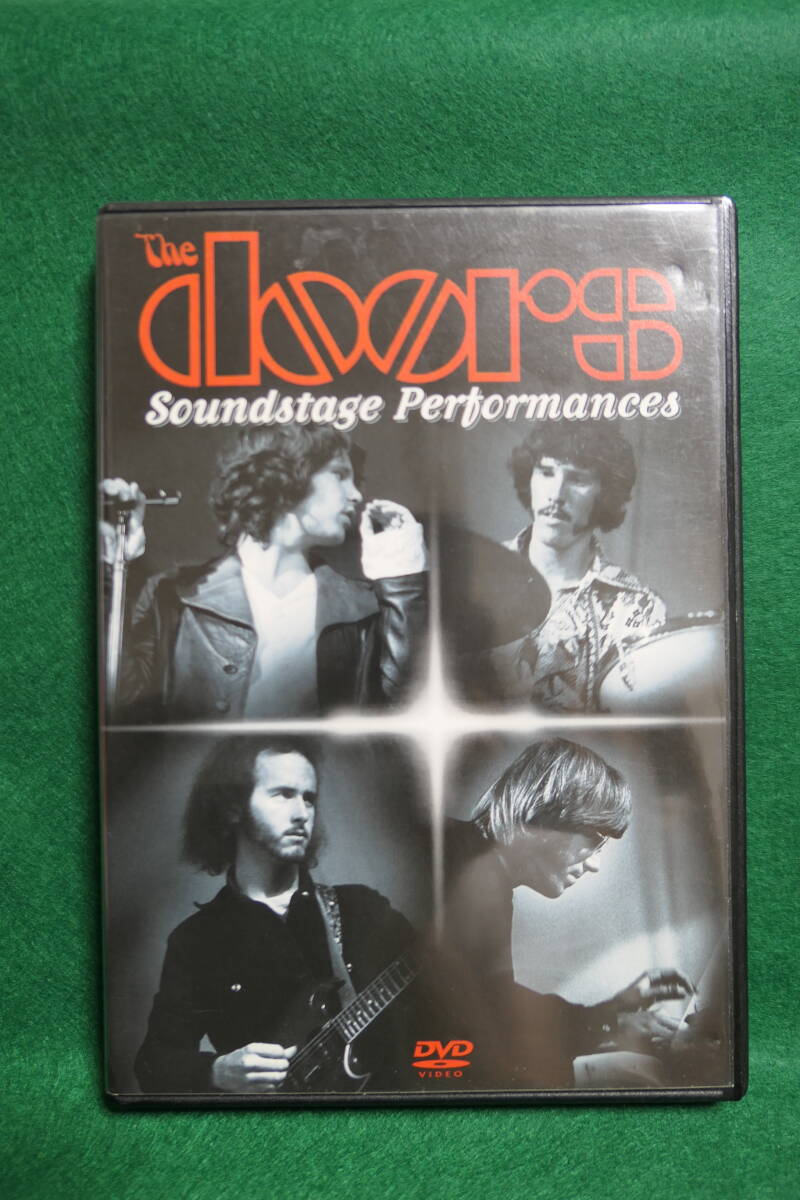 The
doors
Soundstage Performances
DVD
VIDEO